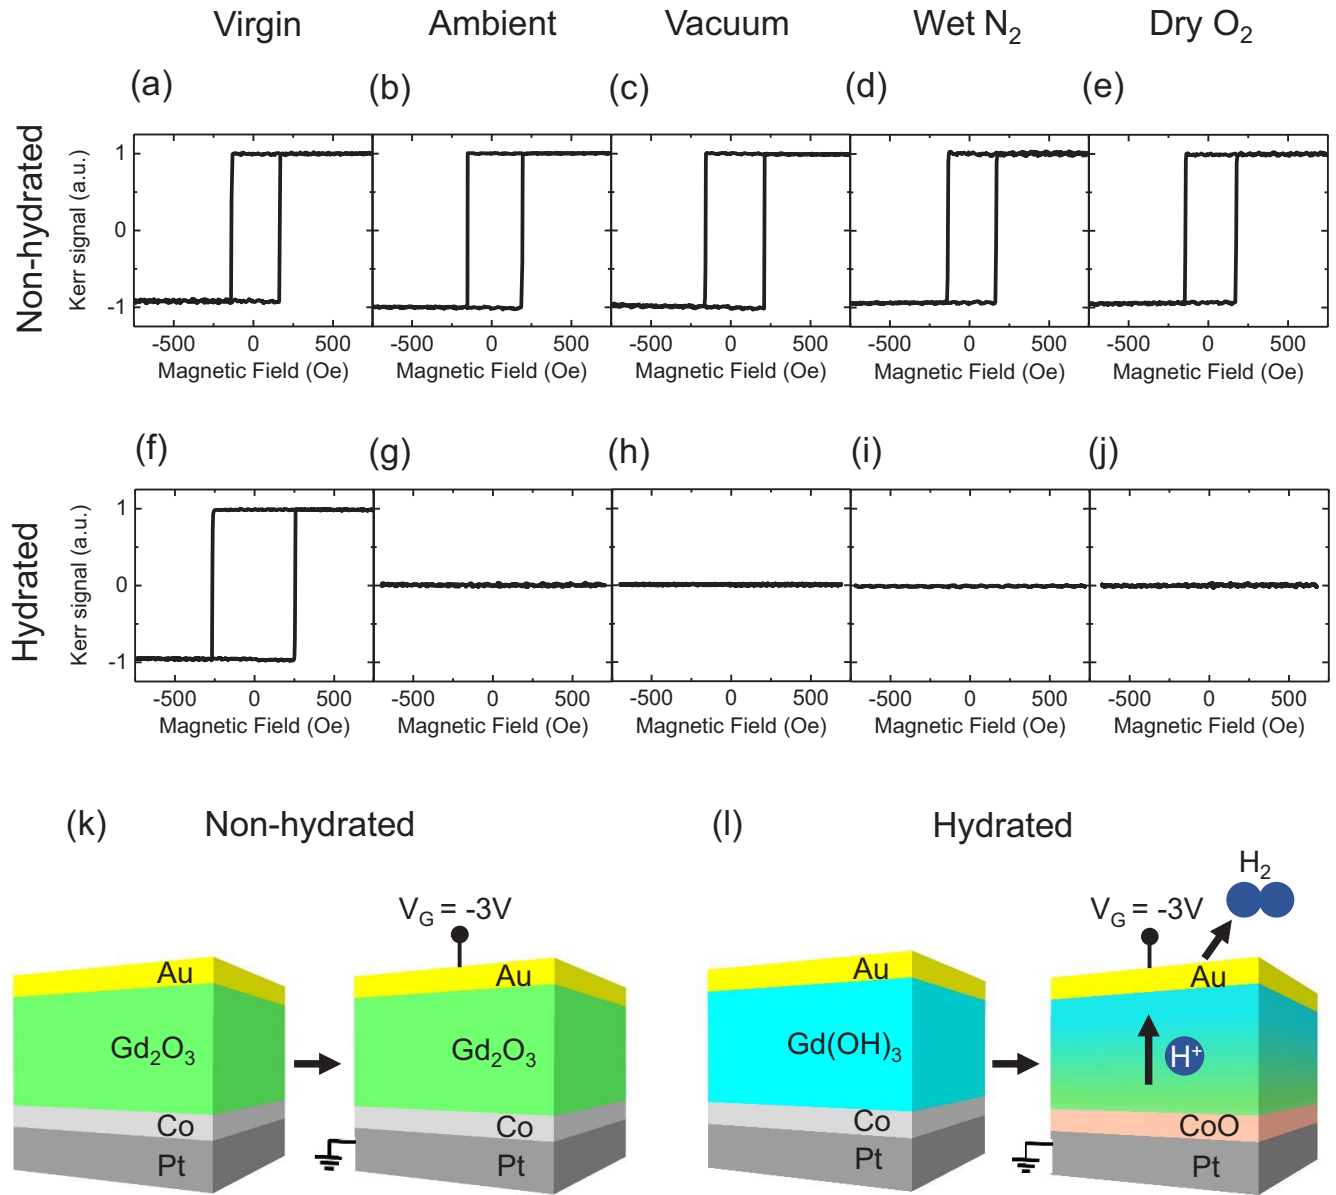 Virgin Ambient Vacuum Wet N₂ Dry O₂
(a) (b) (c) (d) (e)
Non-hydrated
Kerr signal (a.u.)
1
0
-1
-500 0 500 -500 0 500 -500 0 500 -500 0 500 -500 0 500
Magnetic Field (Oe) Magnetic Field (Oe) Magnetic Field (Oe) Magnetic Field (Oe) Magnetic Field (Oe)
(f) (g) (h) (i) (j)
Hydrated
Kerr signal (a.u.)
1
0
-1
-500 0 500 -500 0 500 -500 0 500 -500 0 500 -500 0 500
Magnetic Field (Oe) Magnetic Field (Oe) Magnetic Field (Oe) Magnetic Field (Oe) Magnetic Field (Oe)
(k) Non-hydrated
V_G = -3V
Au Au
Gd₂O₃ Gd₂O₃
Co Co
Pt Pt
(l) Hydrated
H₂
V_G = -3V
Au Au
Gd(OH)₃ H⁺
Co CoO
Pt Pt